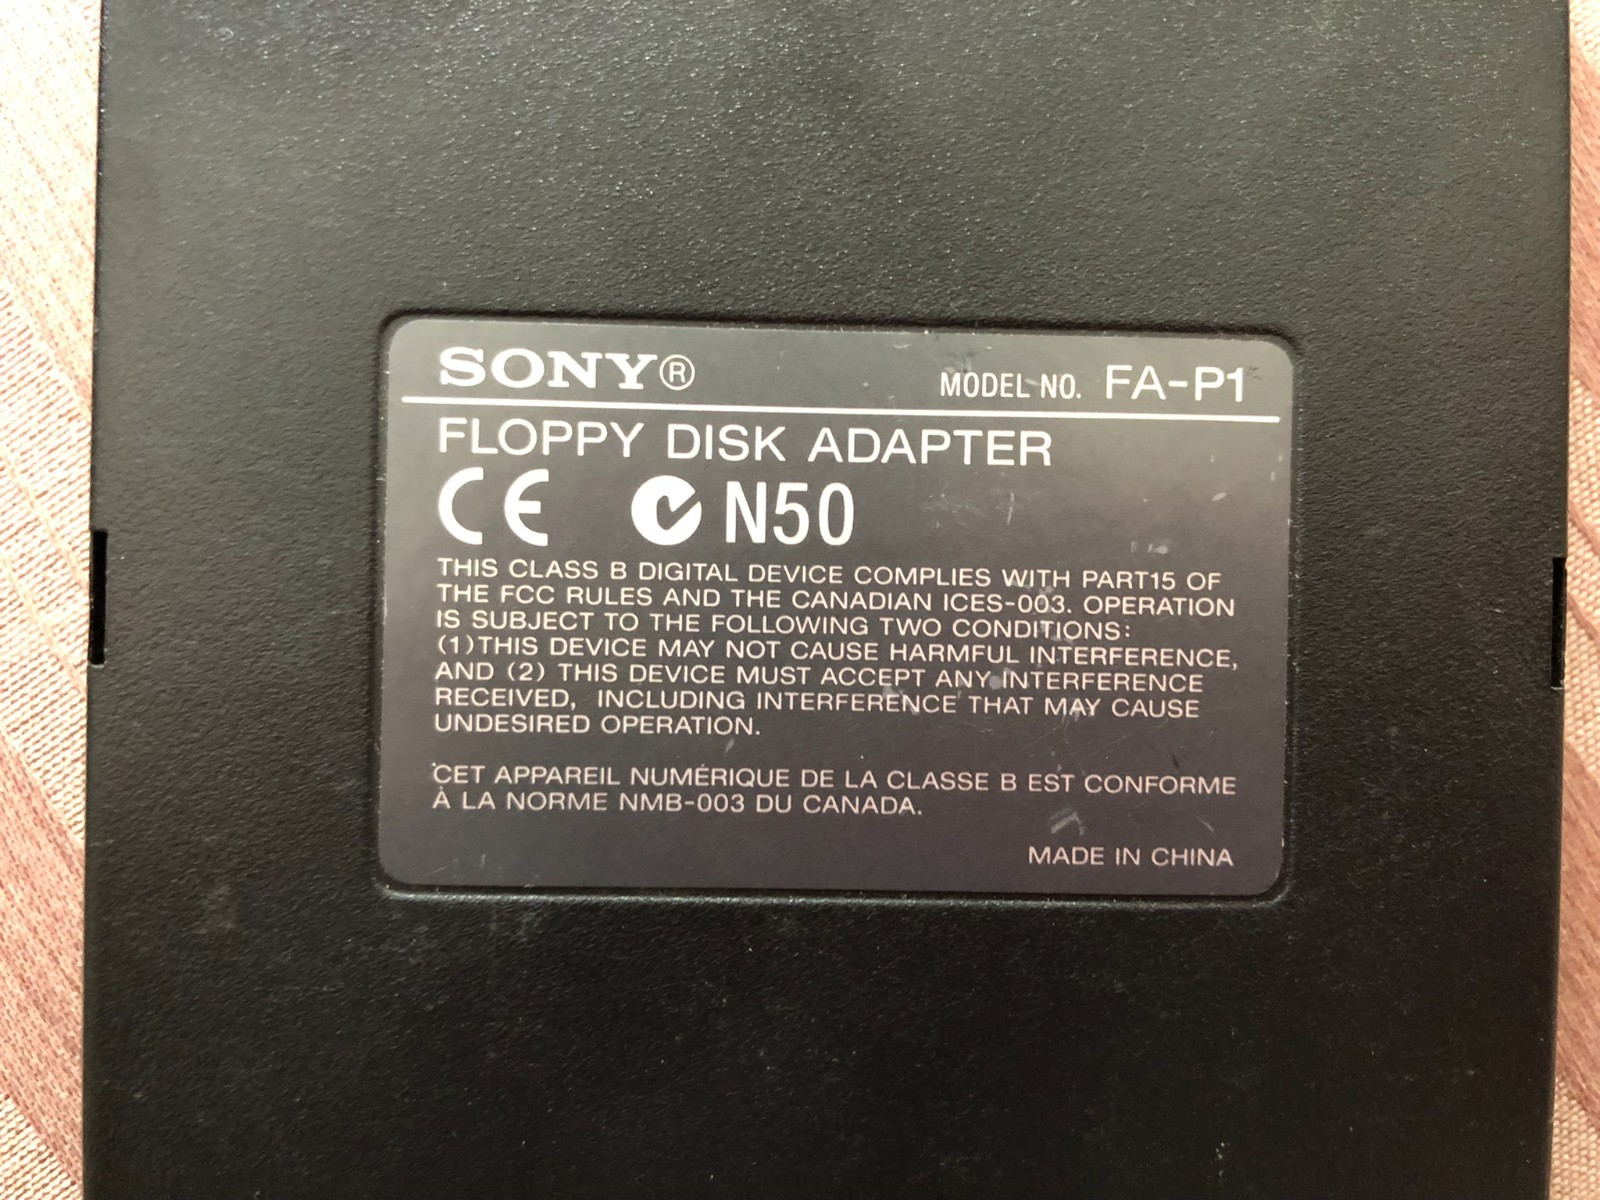 SONY® MODEL NO. FA-P1
FLOPPY DISK ADAPTER
CE N50
THIS CLASS B DIGITAL DEVICE COMPLIES WITH PART15 OF
THE FCC RULES AND THE CANADIAN ICES-003. OPERATION
IS SUBJECT TO THE FOLLOWING TWO CONDITIONS:
(1)THIS DEVICE MAY NOT CAUSE HARMFUL INTERFERENCE,
AND (2) THIS DEVICE MUST ACCEPT ANY INTERFERENCE
RECEIVED, INCLUDING INTERFERENCE THAT MAY CAUSE
UNDESIRED OPERATION.
CET APPAREIL NUMÉRIQUE DE LA CLASSE B EST CONFORME
À LA NORME NMB-003 DU CANADA.
MADE IN CHINA